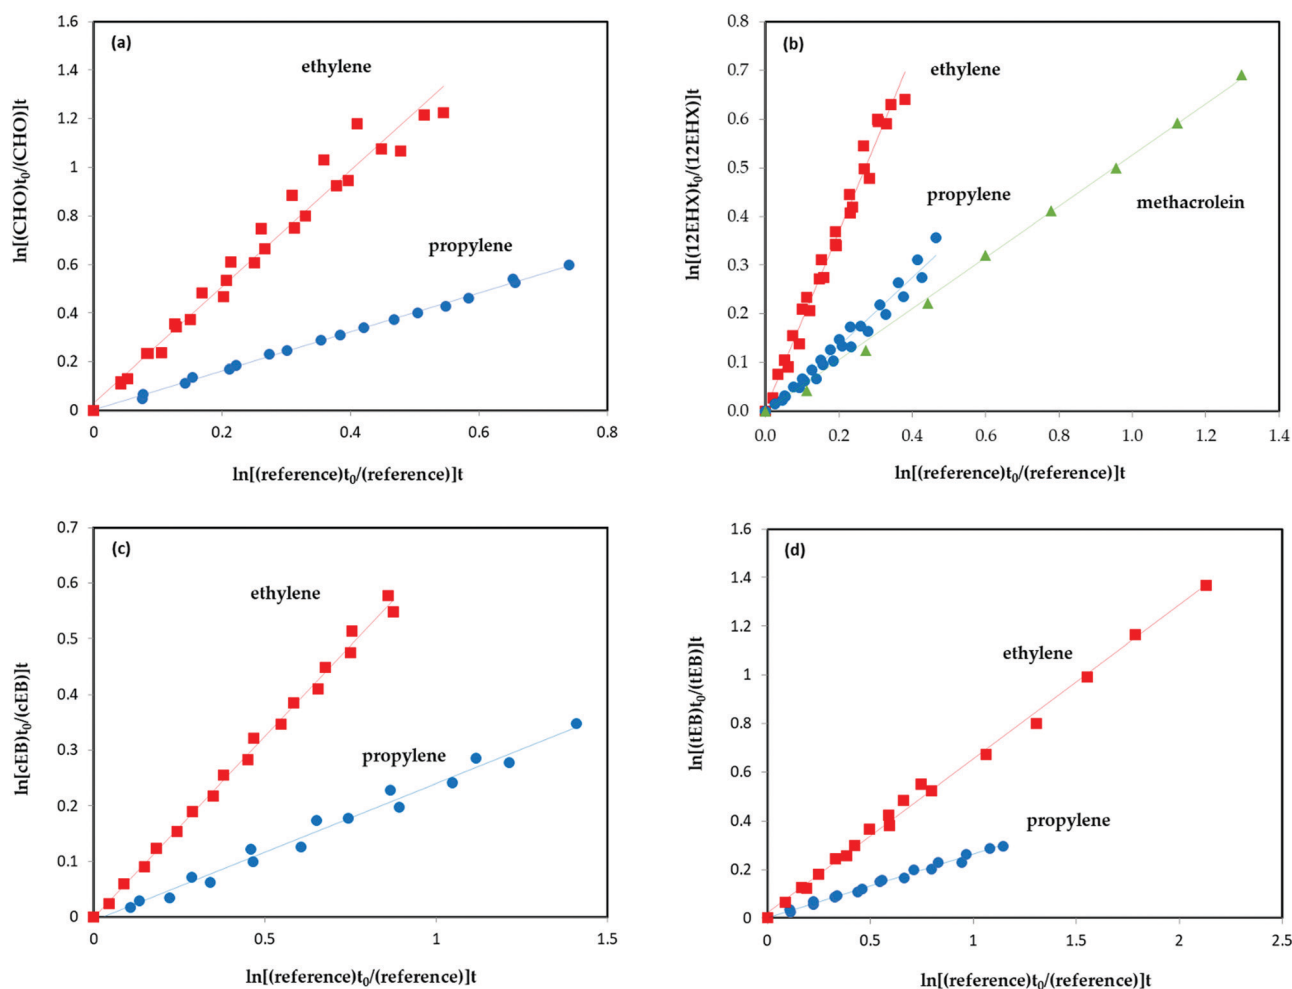 (a)
ethylene
propylene
1.6
1.4
1.2
1
0.8
0.6
0.4
0.2
0
0 0.2 0.4 0.6 0.8
ln[(CHO)t₀/(CHO)]t
ln[(reference)t₀/(reference)]t
(b)
ethylene
propylene
methacrolein
0.8
0.7
0.6
0.5
0.4
0.3
0.2
0.1
0.0
0.0 0.2 0.4 0.6 0.8 1.0 1.2 1.4
ln[(12EHX)t₀/(12EHX)]t
ln[(reference)t₀/(reference)]t
(c)
ethylene
propylene
0.7
0.6
0.5
0.4
0.3
0.2
0.1
0
0 0.5 1 1.5
ln[cEB)t₀/(cEB)]t
ln[(reference)t₀/(reference)]t
(d)
ethylene
propylene
1.6
1.4
1.2
1
0.8
0.6
0.4
0.2
0
0 0.5 1 1.5 2 2.5
ln[(tEB)t₀/(tEB)]t
ln[(reference)t₀/(reference)]t